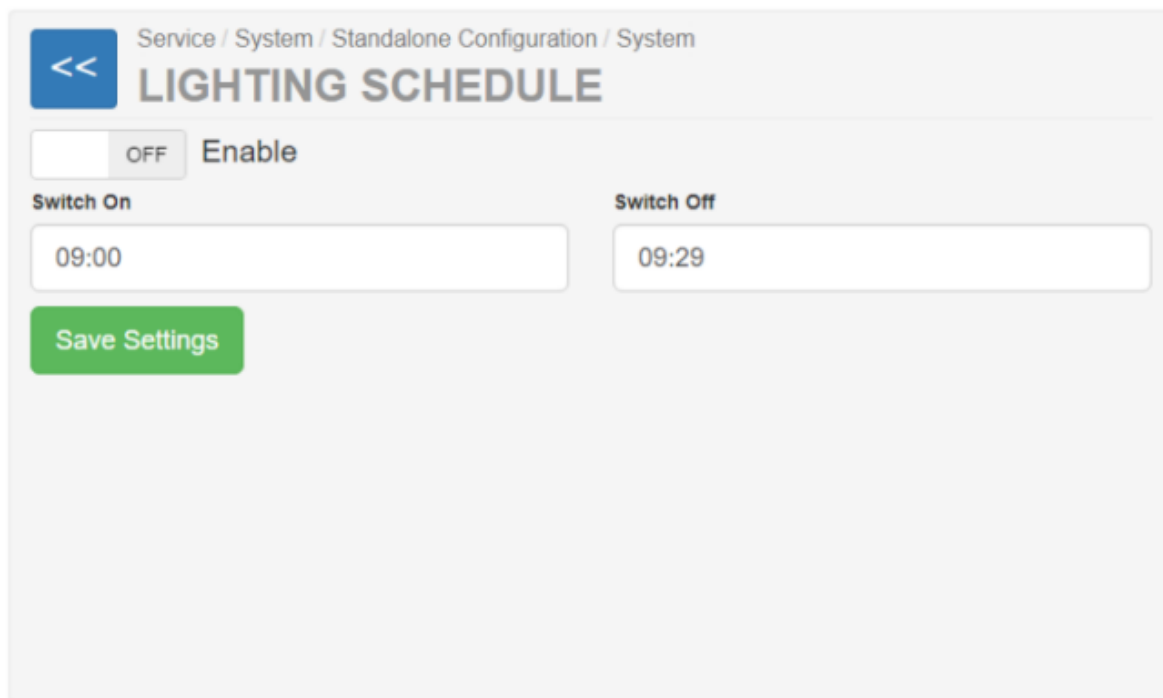 <<
Service / System / Standalone Configuration / System
LIGHTING SCHEDULE
OFF Enable
Switch On Switch Off
09:00 09:29
Save Settings